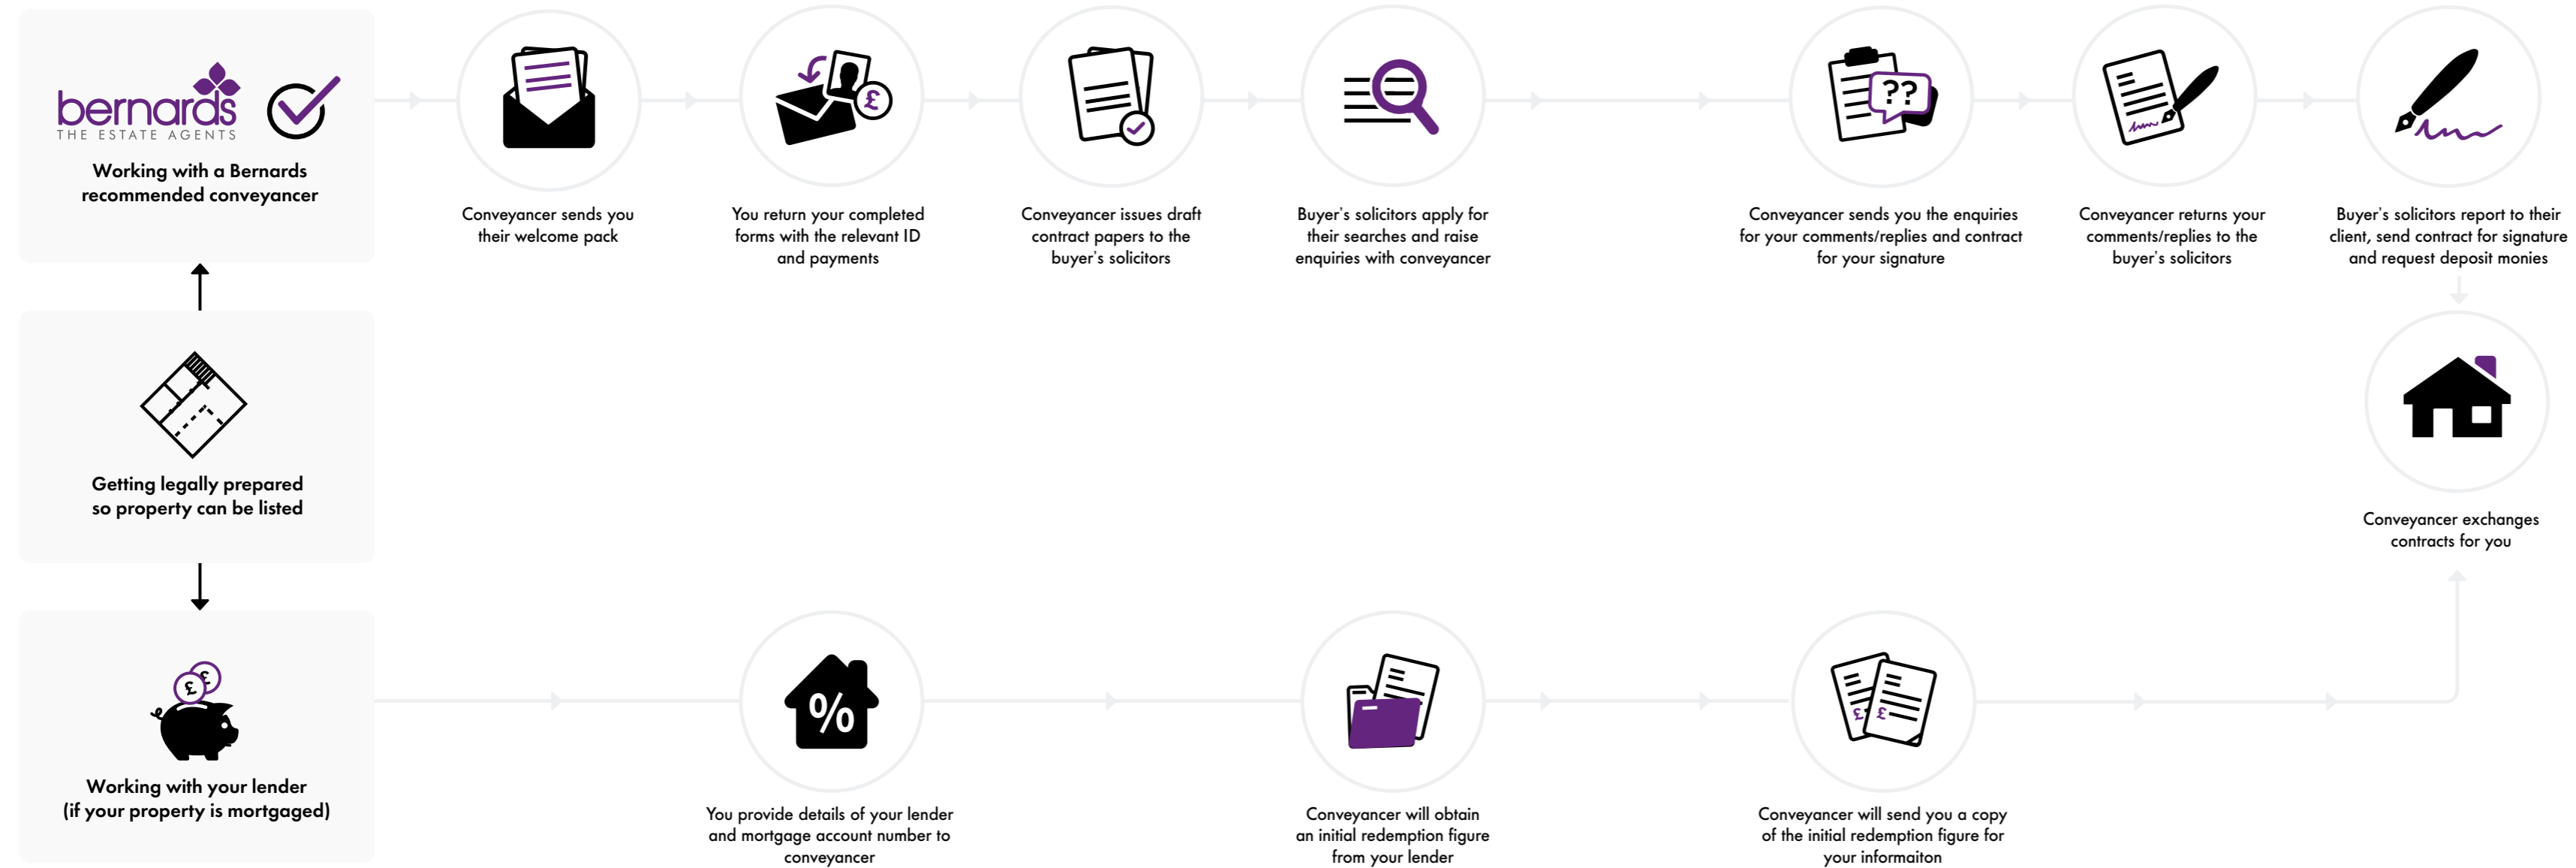 bernards
THE ESTATE AGENTS
Working with a Bernards
recommended conveyancer
£
Conveyancer sends you
their welcome pack
You return your completed
forms with the relevant ID
and payments
Conveyancer issues draft
contract papers to the
buyer's solicitors
Buyer's solicitors apply for
their searches and raise
enquiries with conveyancer
??
Conveyancer sends you the enquiries
for your comments/replies and contract
for your signature
Conveyancer returns your
comments/replies to the
buyer's solicitors
Buyer's solicitors report to their
client, send contract for signature
and request deposit monies
Getting legally prepared
so property can be listed
Conveyancer exchanges
contracts for you
£ £
Working with your lender
(if your property is mortgaged)
%
You provide details of your lender
and mortgage account number to
conveyancer
Conveyancer will obtain
an initial redemption figure
from your lender
£ £
Conveyancer will send you a copy
of the initial redemption figure for
your informaiton